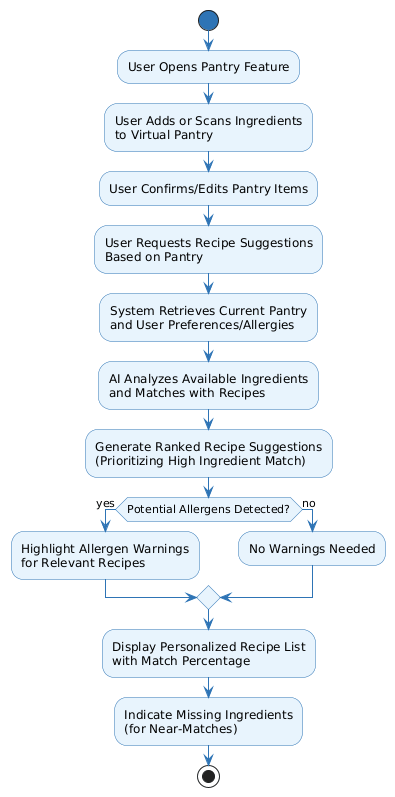 User Opens Pantry Feature
User Adds or Scans Ingredients
to Virtual Pantry
User Confirms/Edits Pantry Items
User Requests Recipe Suggestions
Based on Pantry
System Retrieves Current Pantry
and User Preferences/Allergies
AI Analyzes Available Ingredients
and Matches with Recipes
Generate Ranked Recipe Suggestions
(Prioritizing High Ingredient Match)
yes
Potential Allergens Detected?
no
Highlight Allergen Warnings
for Relevant Recipes
No Warnings Needed
Display Personalized Recipe List
with Match Percentage
Indicate Missing Ingredients
(for Near-Matches)